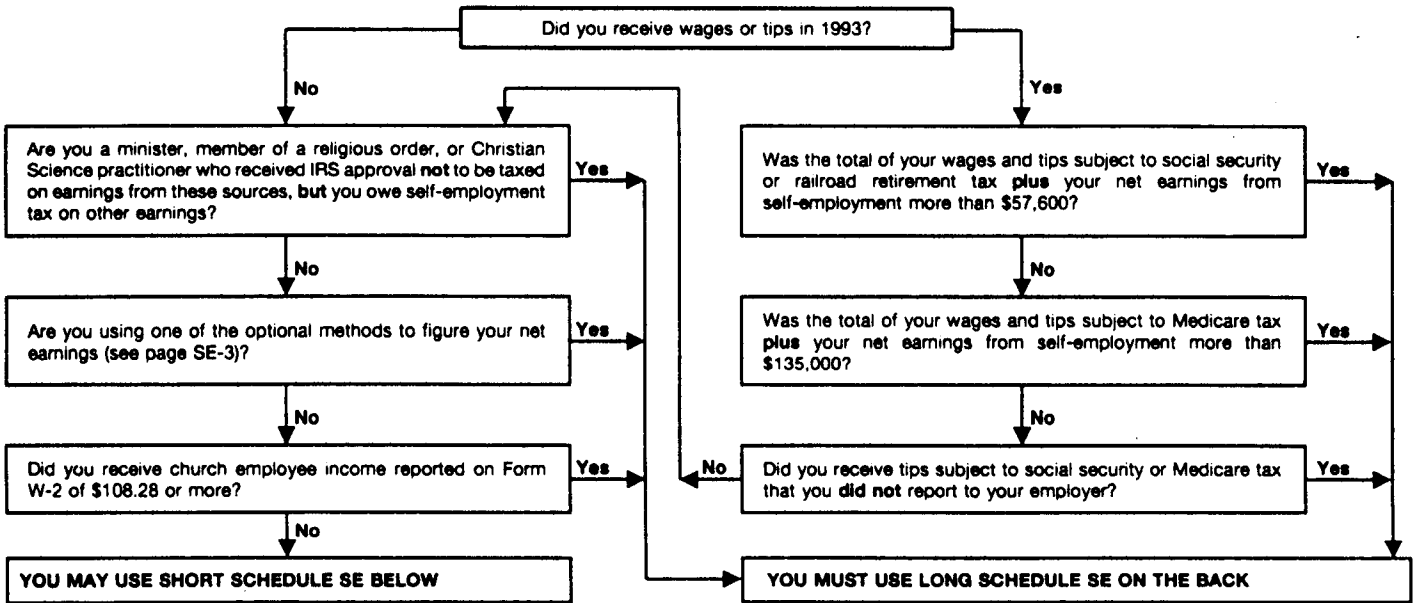 Did you receive wages or tips in 1993?
No
Yes
Are you a minister, member of a religious order, or Christian
Science practitioner who received IRS approval not to be taxed
on earnings from these sources, but you owe self-employment
tax on other earnings?
Yes
Was the total of your wages and tips subject to social security
or railroad retirement tax plus your net earnings from
self-employment more than $57,600?
Yes
No
No
Are you using one of the optional methods to figure your net
earnings (see page SE-3)?
Yes
Was the total of your wages and tips subject to Medicare tax
plus your net earnings from self-employment more than
$135,000?
Yes
No
No
Did you receive church employee income reported on Form
W-2 of $108.28 or more?
Yes
No
Did you receive tips subject to social security or Medicare tax
that you did not report to your employer?
Yes
No
YOU MAY USE SHORT SCHEDULE SE BELOW
YOU MUST USE LONG SCHEDULE SE ON THE BACK